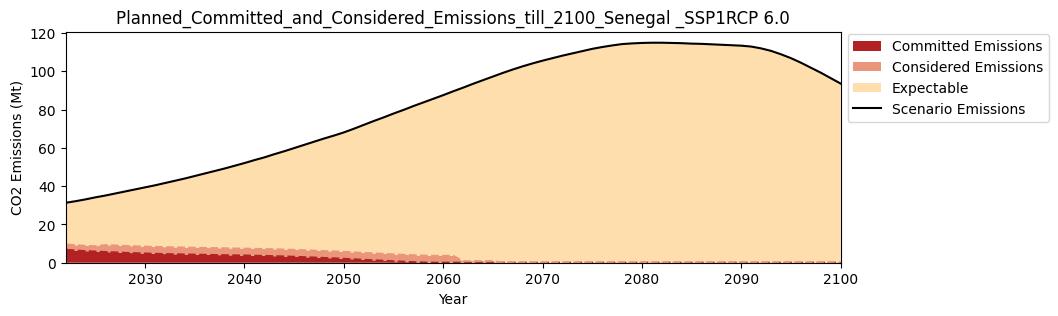 Planned_Committed_and_Considered_Emissions_till_2100_Senegal _SSP1RCP 6.0
CO2 Emissions (Mt)
120
100
80
60
40
20
0
2030
2040
2050
2060
2070
2080
2090
2100
Year
Committed Emissions
Considered Emissions
Expectable
Scenario Emissions